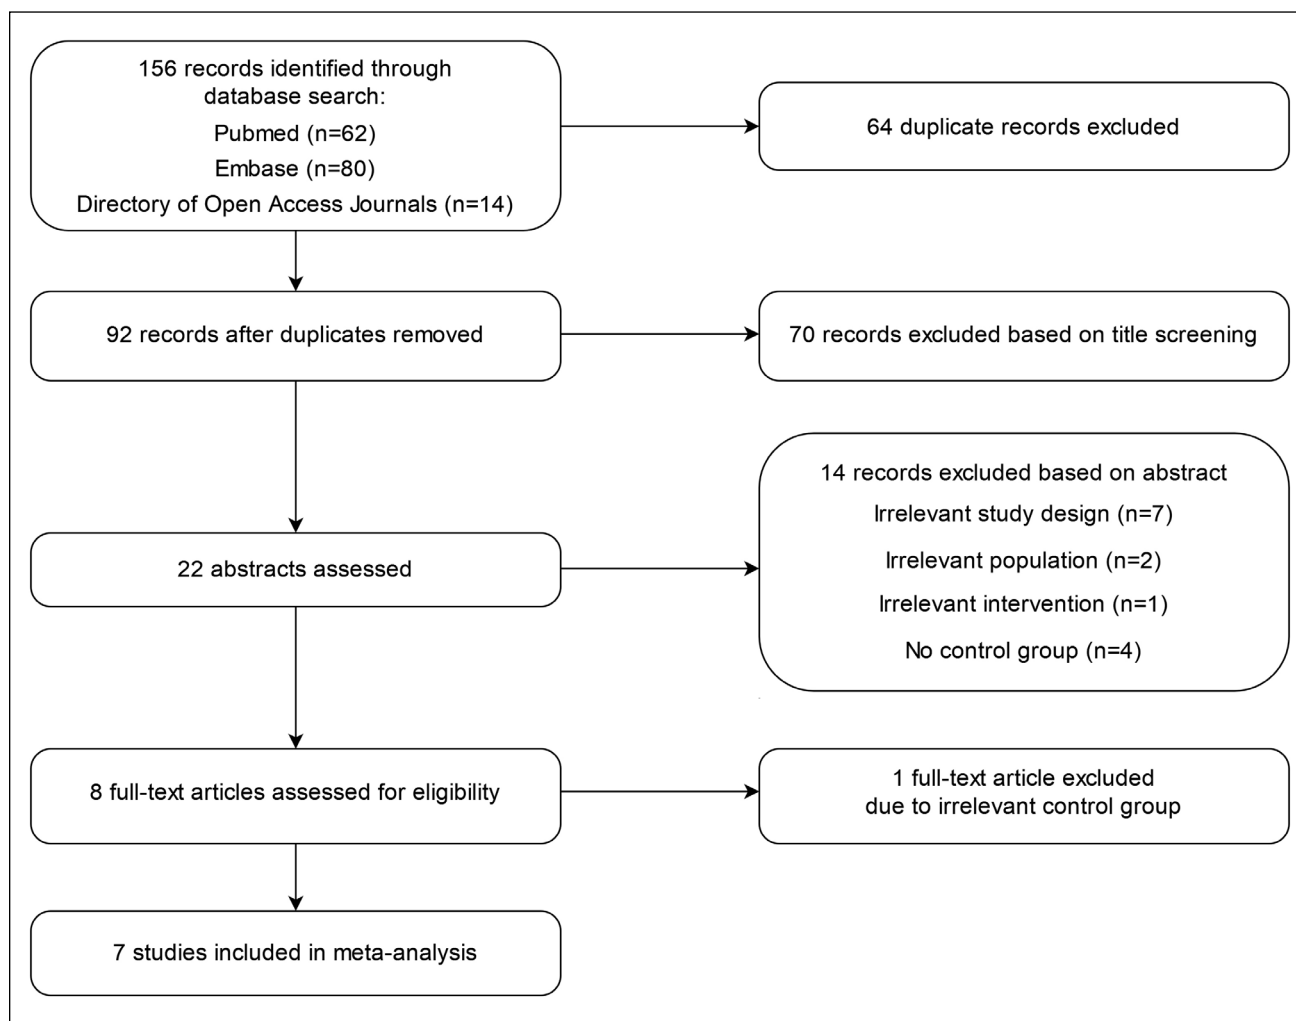 156 records identified through
database search:
Pubmed (n=62)
Embase (n=80)
Directory of Open Access Journals (n=14)
64 duplicate records excluded
92 records after duplicates removed
70 records excluded based on title screening
22 abstracts assessed
14 records excluded based on abstract
Irrelevant study design (n=7)
Irrelevant population (n=2)
Irrelevant intervention (n=1)
No control group (n=4)
8 full-text articles assessed for eligibility
1 full-text article excluded
due to irrelevant control group
7 studies included in meta-analysis